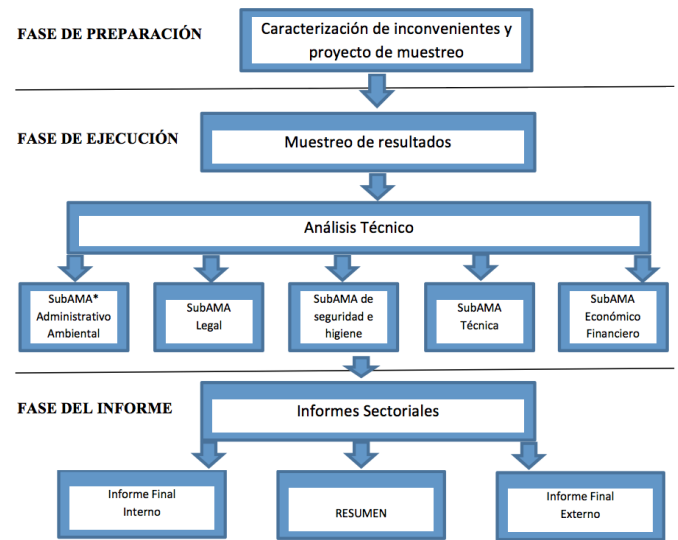 FASE DE PREPARACIÓN
Caracterización de inconvenientes y
proyecto de muestreo
FASE DE EJECUCIÓN
Muestreo de resultados
Análisis Técnico
SubAMA*
Administrativo
Ambiental
SubAMA
Legal
SubAMA de
seguridad e
higiene
SubAMA
Técnica
SubAMA
Económico
Financiero
FASE DEL INFORME
Informes Sectoriales
Informe Final
Interno
RESUMEN
Informe Final
Externo